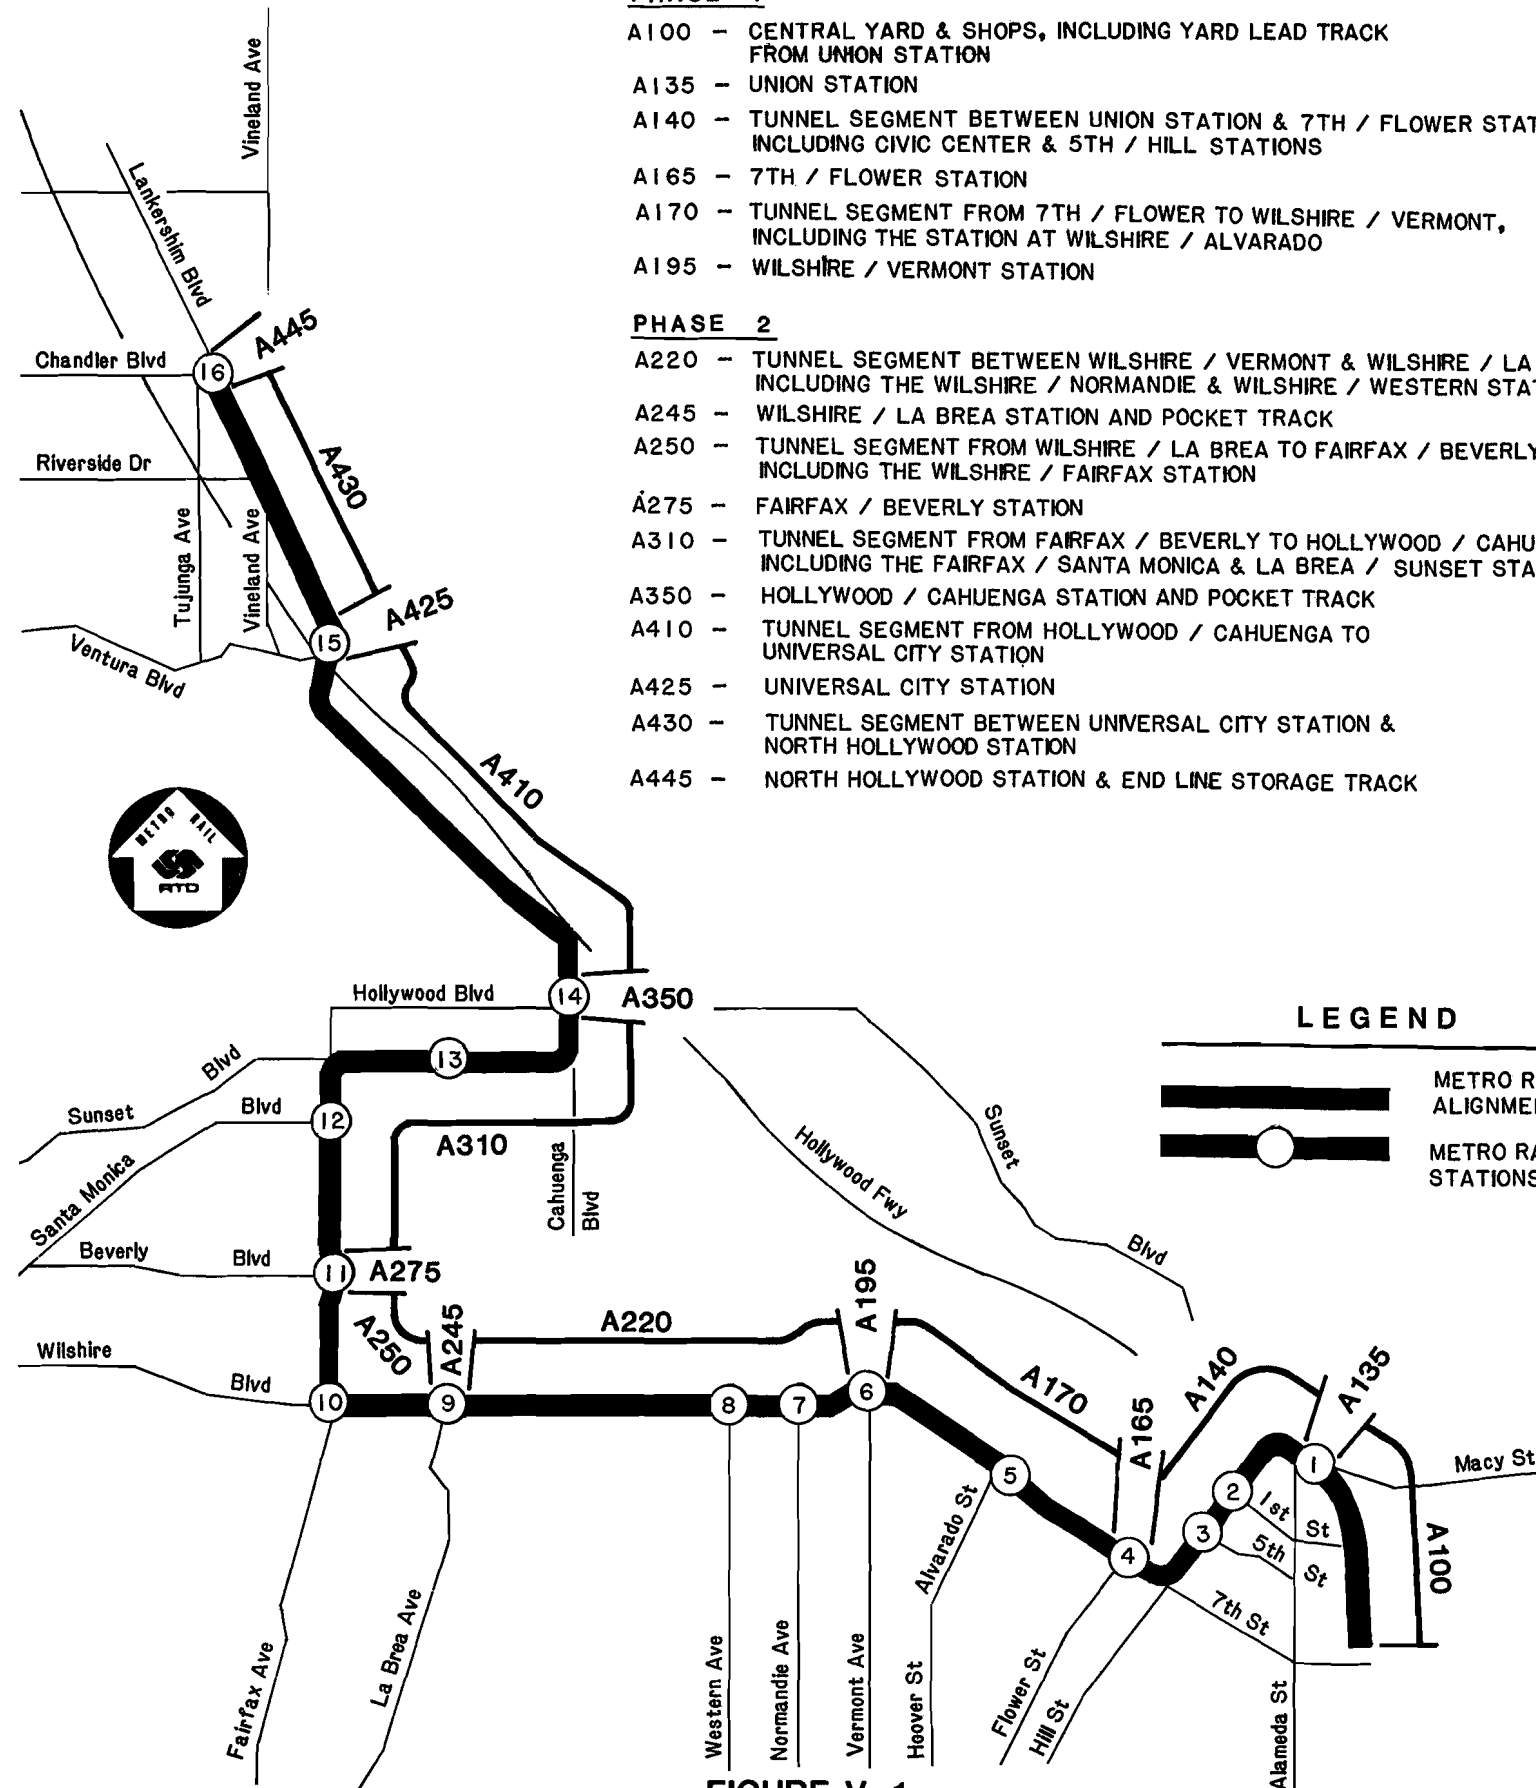 A100 - CENTRAL YARD & SHOPS, INCLUDING YARD LEAD TRACK
FROM UNION STATION
A135 - UNION STATION
A140 - TUNNEL SEGMENT BETWEEN UNION STATION & 7TH / FLOWER STAT
INCLUDING CIVIC CENTER & 5TH / HILL STATIONS
A165 - 7TH / FLOWER STATION
A170 - TUNNEL SEGMENT FROM 7TH / FLOWER TO WILSHIRE / VERMONT,
INCLUDING THE STATION AT WILSHIRE / ALVARADO
A195 - WILSHIRE / VERMONT STATION
PHASE 2
A220 - TUNNEL SEGMENT BETWEEN WILSHIRE / VERMONT & WILSHIRE / LA
INCLUDING THE WILSHIRE / NORMANDIE & WILSHIRE / WESTERN STAT
A245 - WILSHIRE / LA BREA STATION AND POCKET TRACK
A250 - TUNNEL SEGMENT FROM WILSHIRE / LA BREA TO FAIRFAX / BEVERLY
INCLUDING THE WILSHIRE / FAIRFAX STATION
A275 - FAIRFAX / BEVERLY STATION
A310 - TUNNEL SEGMENT FROM FAIRFAX / BEVERLY TO HOLLYWOOD / CAHU
INCLUDING THE FAIRFAX / SANTA MONICA & LA BREA / SUNSET STA
A350 - HOLLYWOOD / CAHUENGA STATION AND POCKET TRACK
A410 - TUNNEL SEGMENT FROM HOLLYWOOD / CAHUENGA TO
UNIVERSAL CITY STATION
A425 - UNIVERSAL CITY STATION
A430 - TUNNEL SEGMENT BETWEEN UNIVERSAL CITY STATION &
NORTH HOLLYWOOD STATION
A445 - NORTH HOLLYWOOD STATION & END LINE STORAGE TRACK
Vineland Ave
Lankershim Blvd
A445
Chandler Blvd
16
A430
Riverside Dr
Tujunga Ave
Vineland Ave
A425
15
Ventura Blvd
A410
METRO RAIL
RTD
Hollywood Blvd
14
A350
LEGEND
METRO R
ALIGNME
METRO RA
STATIONS
Blvd
13
Sunset
Blvd
12
A310
Cahuenga
Blvd
Sunset
Blvd
Hollywood Fwy
Santa Monica
Beverly
Blvd
11
A275
A250
A245
A220
A195
Wilshire
Blvd
10
9
8
7
6
A170
A165
A140
A135
5
4
3
2
1
Macy St
1st
St
5th
St
7th St
A100
Alvarado St
Fairfax Ave
La Brea Ave
Western Ave
Normandie Ave
Vermont Ave
Hoover St
Flower St
Hill St
Alameda St
FIGURE V-1